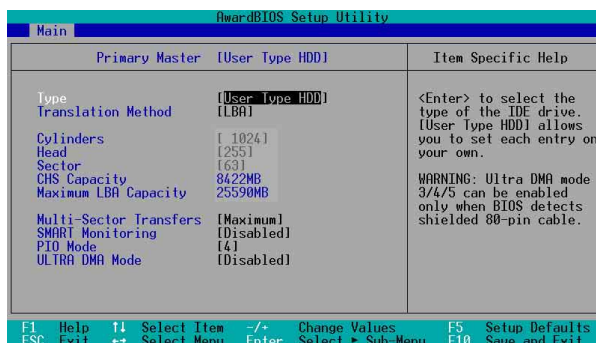 AwardBIOS Setup Utility
Main
Primary Master [User Type HDD]
Item Specific Help
Type [User Type HDD]
Translation Method [LBA]
Cylinders [ 1024]
Head [255]
Sector [63]
CHS Capacity 8422MB
Maximum LBA Capacity 25590MB
Multi-Sector Transfers [Maximum]
SMART Monitoring [Disabled]
PIO Mode [4]
ULTRA DMA Mode [Disabled]
<Enter> to select the
type of the IDE drive.
[User Type HDD] allows
you to set each entry on
your own.
WARNING: Ultra DMA mode
3/4/5 can be enabled
only when BIOS detects
shielded 80-pin cable.
F1 Help ↑↓ Select Item -/+ Change Values F5 Setup Defaults
ESC Exit ←→ Select Menu Enter Select ► Sub-Menu F10 Save and Exit